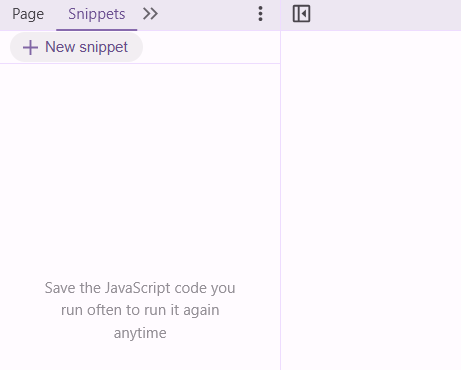 Page Snippets
New snippet
Save the JavaScript code you
run often to run it again
anytime